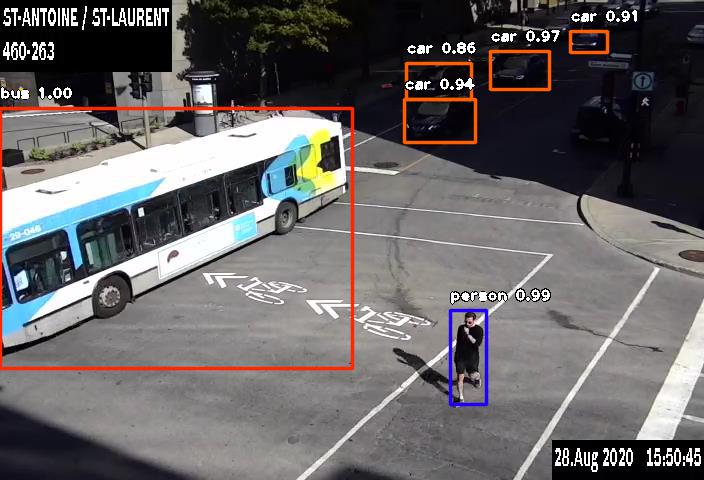 ST-ANTOINE / ST-LAURENT
460-263
car 0.91
car 0.97
car 0.86
car 0.94
bus 1.00
29-046
person 0.99
28.Aug 2020 15:50:45